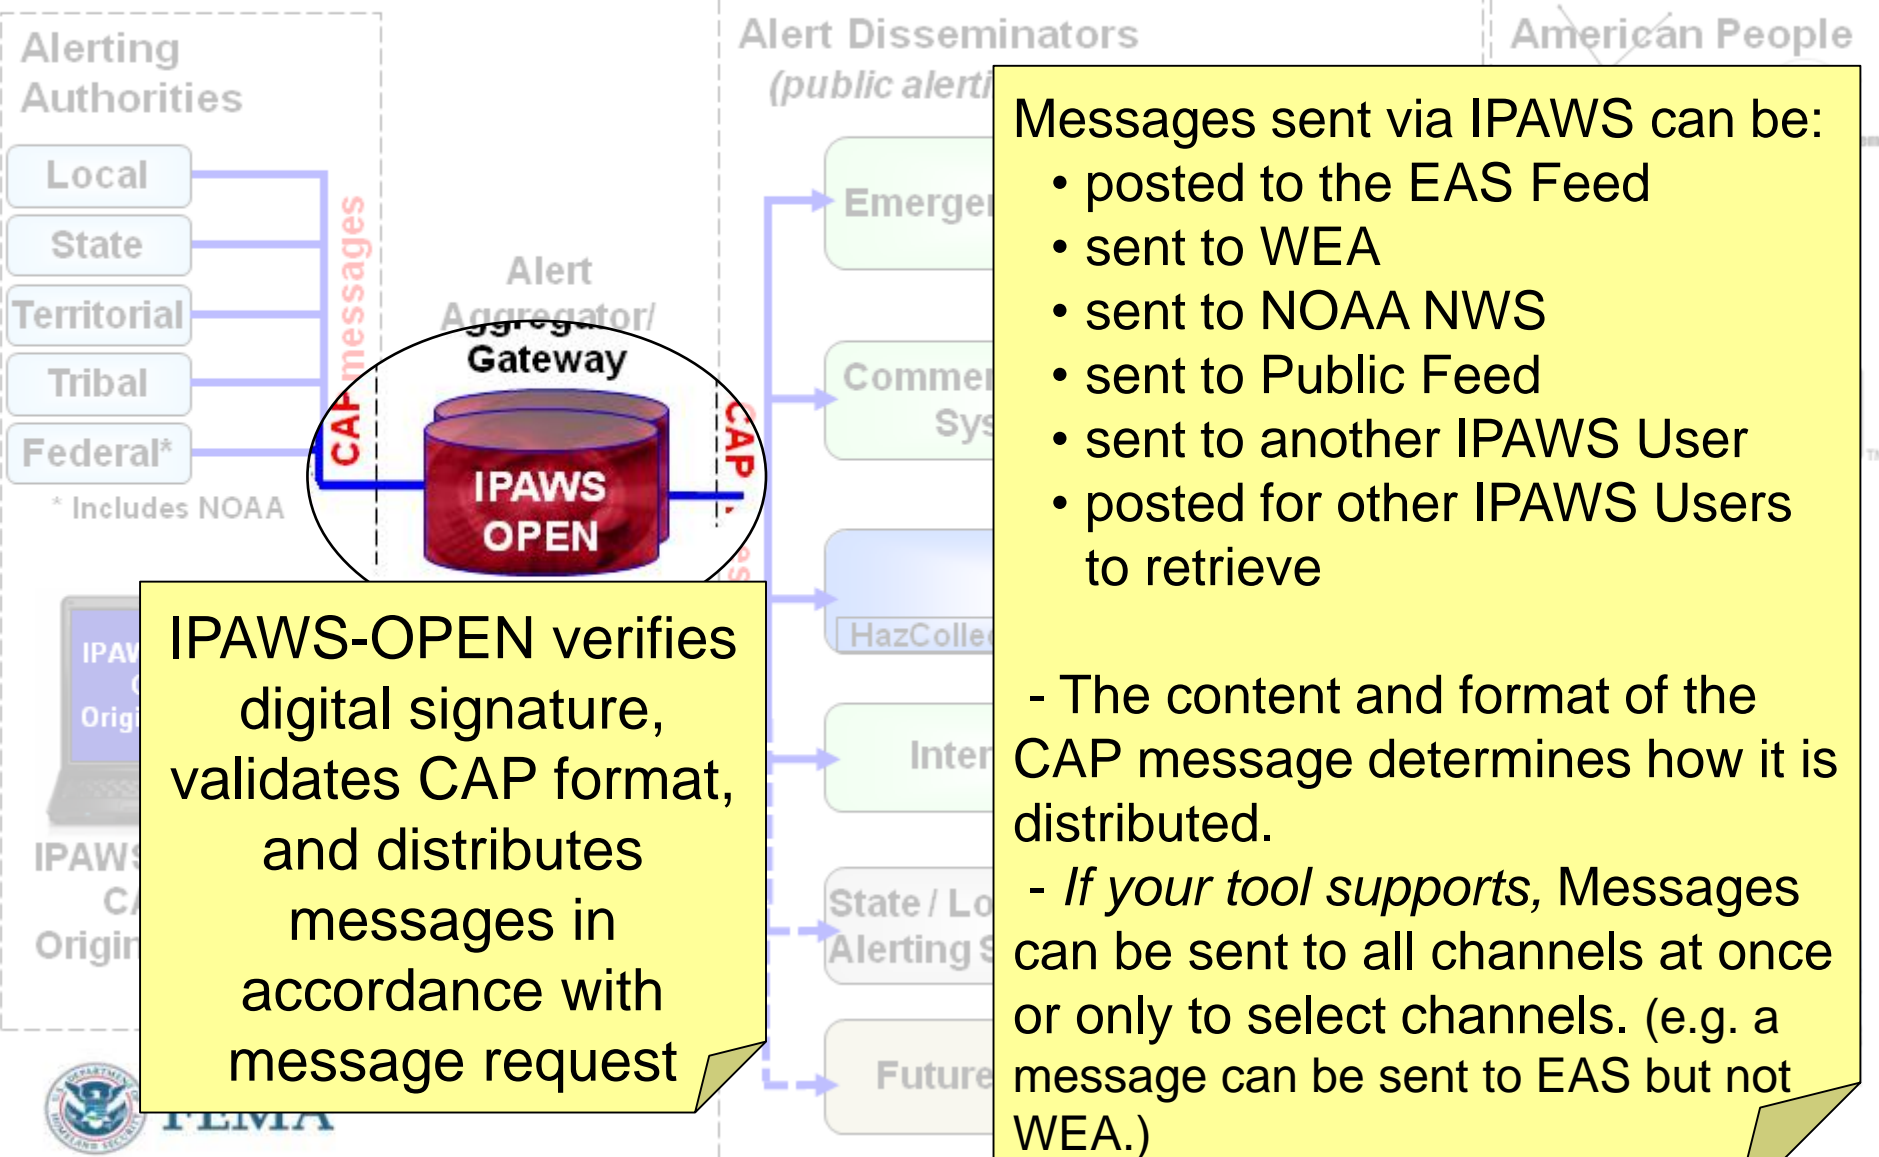 Alerting
Authorities
Local
State
Territorial
Tribal
Federal*
* Includes NOAA
CAP messages
Alert
Aggregator/
Gateway
IPAWS
OPEN
CAP
IPAWS-OPEN verifies
digital signature,
validates CAP format,
and distributes
messages in
accordance with
message request
FEMA
Alert Disseminators
(public alerti
HazCollec
State / Lo
Alerting S
Future
American People
Messages sent via IPAWS can be:
• posted to the EAS Feed
• sent to WEA
• sent to NOAA NWS
• sent to Public Feed
• sent to another IPAWS User
• posted for other IPAWS Users
to retrieve
- The content and format of the
CAP message determines how it is
distributed.
- If your tool supports, Messages
can be sent to all channels at once
or only to select channels. (e.g. a
message can be sent to EAS but not
WEA.)